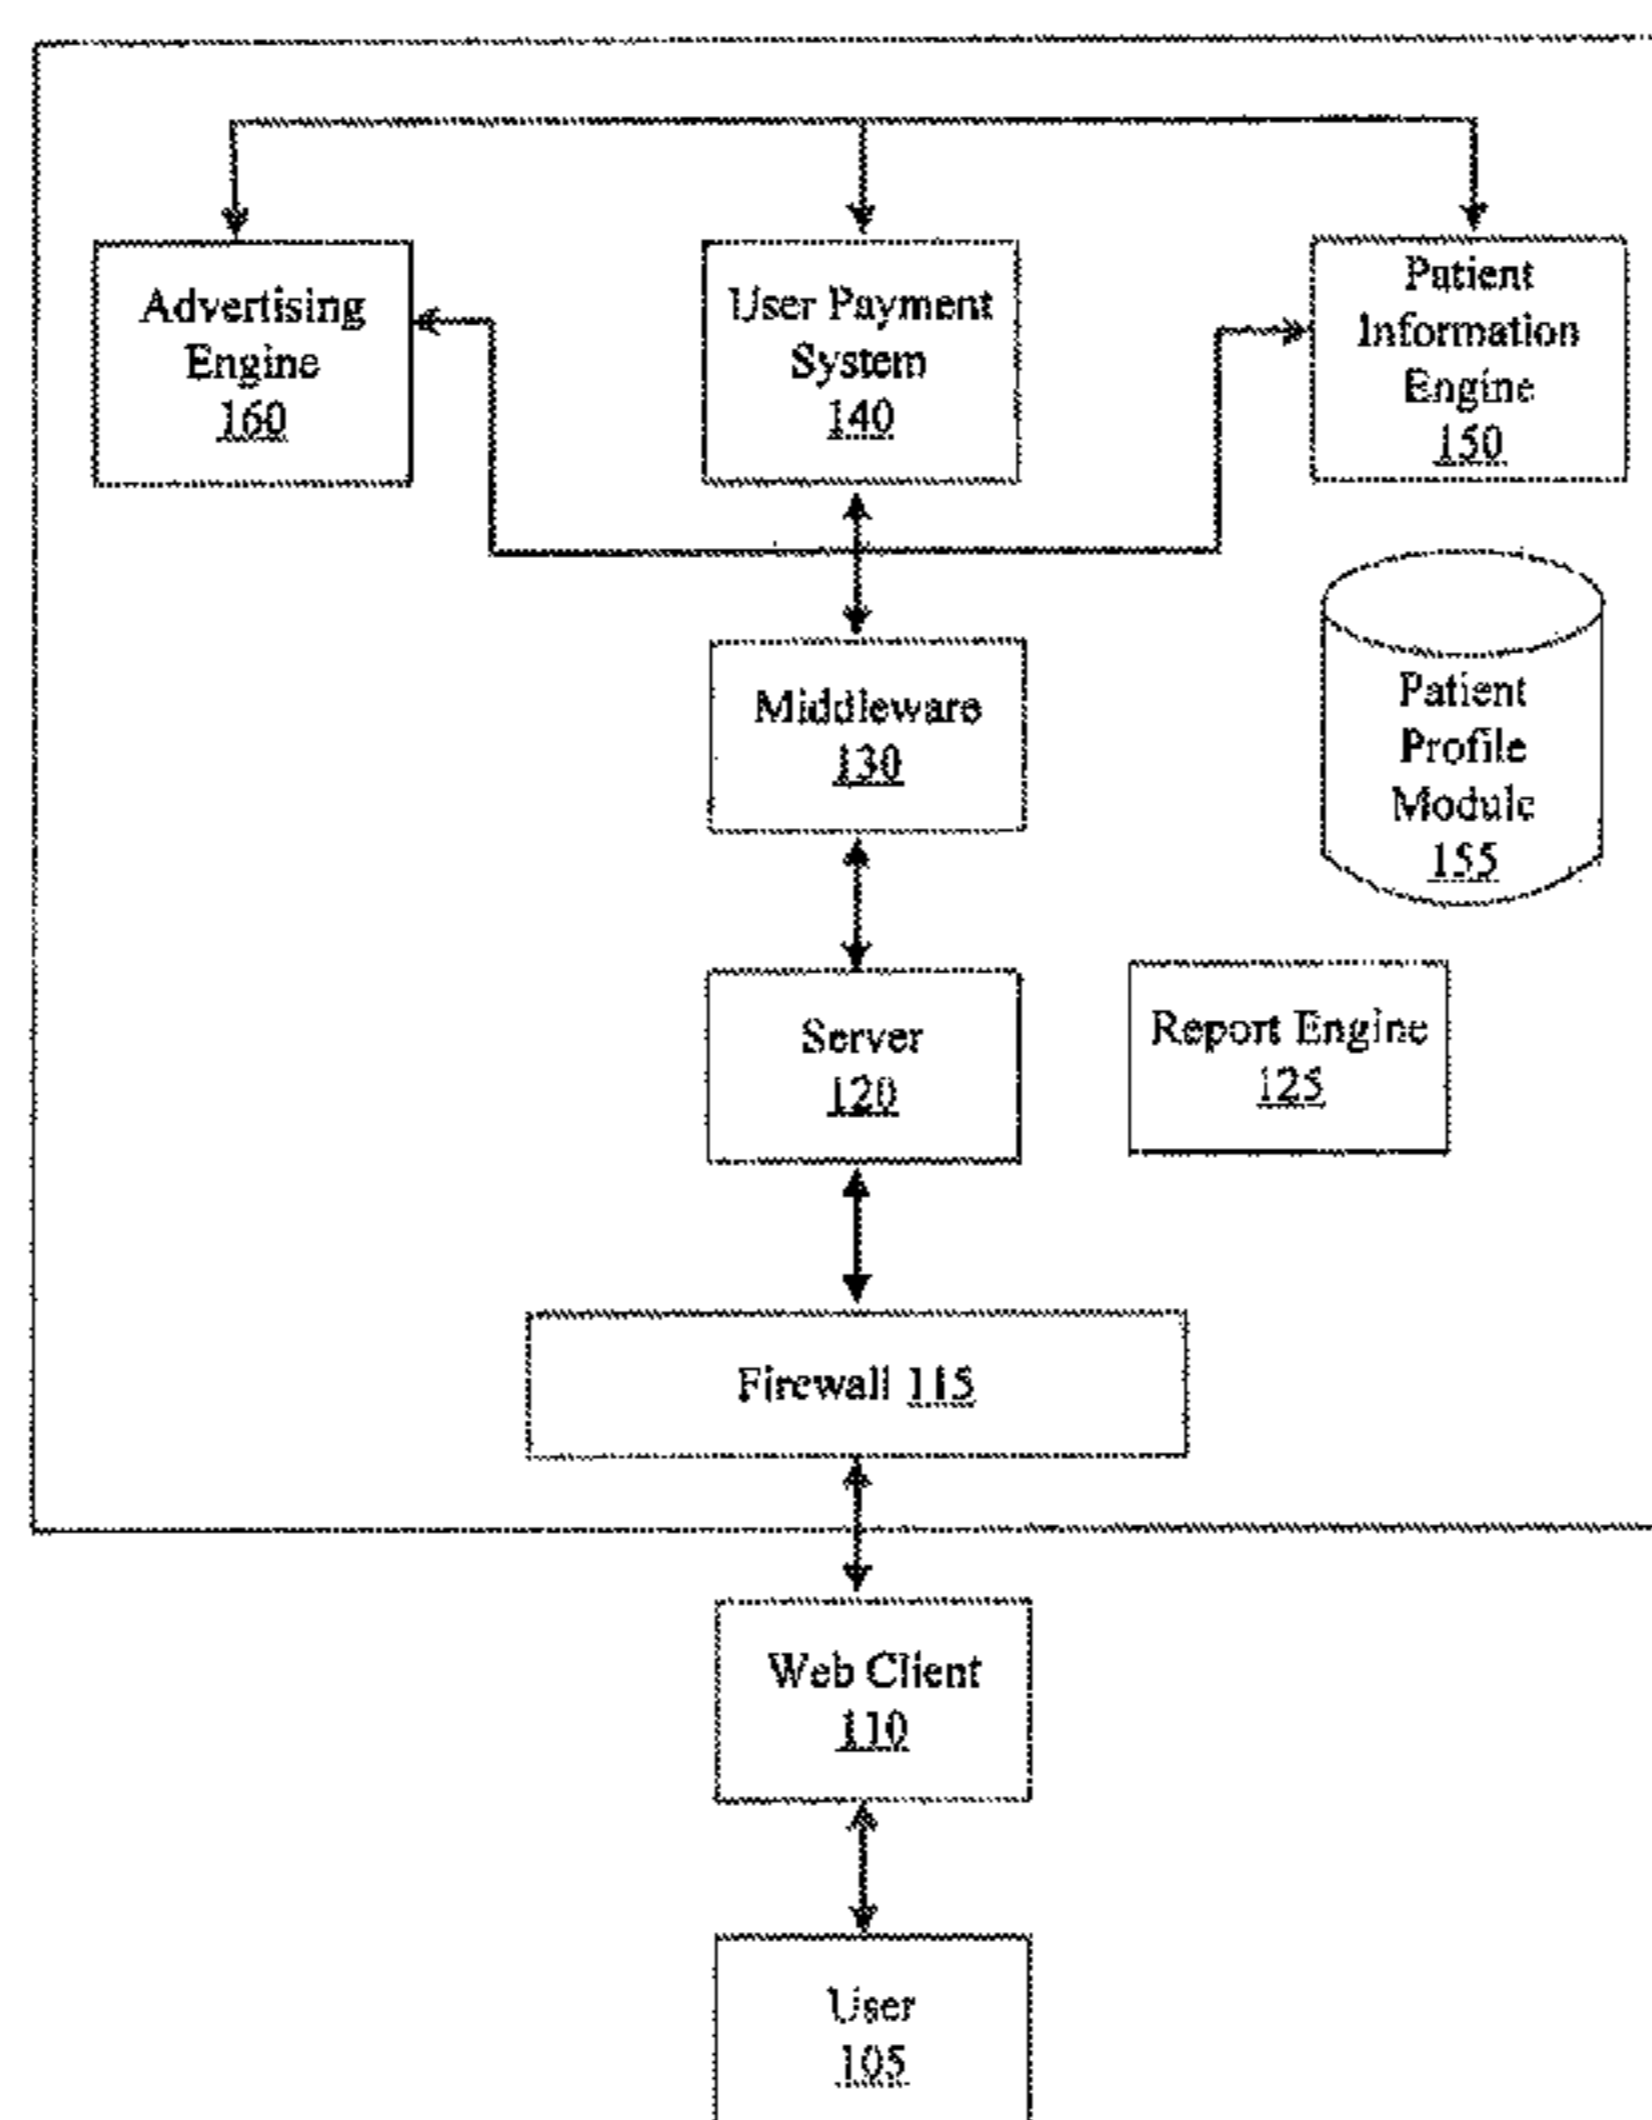 Advertising
Engine
160
User Payment
System
140
Patient
Information
Engine
150
Middleware
130
Patient
Profile
Module
155
Server
120
Report Engine
125
Firewall 115
Web Client
110
User
105